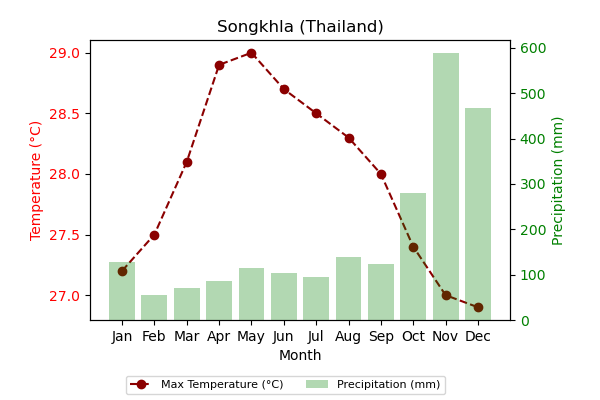 Songkhla (Thailand)
Temperature (°C)
29.0
28.5
28.0
27.5
27.0
600
500
400
300
200
100
0
Precipitation (mm)
Jan Feb Mar Apr May Jun Jul Aug Sep Oct Nov Dec
Month
Max Temperature (°C) Precipitation (mm)